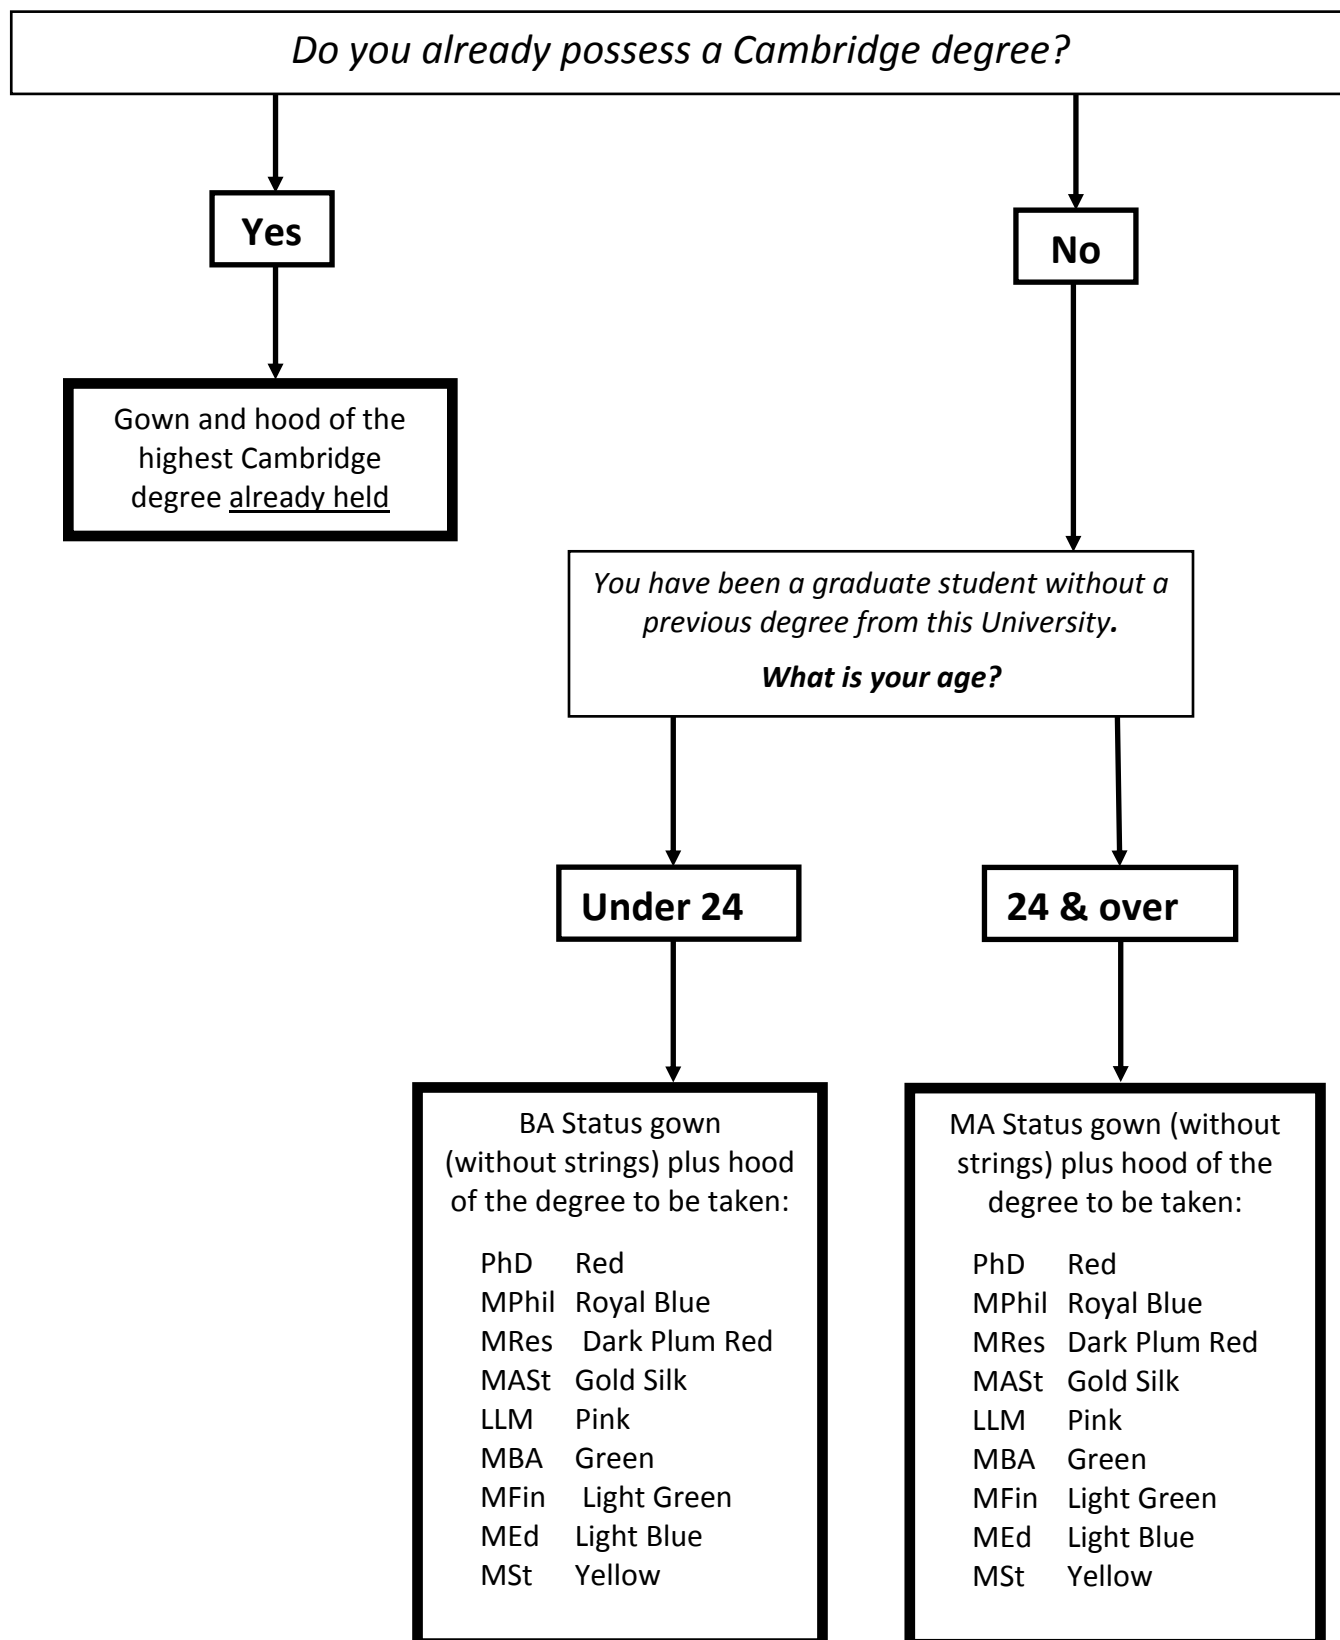 Do you already possess a Cambridge degree?
Yes
No
Gown and hood of the
highest Cambridge
degree already held
You have been a graduate student without a
previous degree from this University.
What is your age?
Under 24
24 & over
BA Status gown
(without strings) plus hood
of the degree to be taken:
PhD Red
MPhil Royal Blue
MRes Dark Plum Red
MASt Gold Silk
LLM Pink
MBA Green
MFin Light Green
MEd Light Blue
MSt Yellow
MA Status gown (without
strings) plus hood of the
degree to be taken:
PhD Red
MPhil Royal Blue
MRes Dark Plum Red
MASt Gold Silk
LLM Pink
MBA Green
MFin Light Green
MEd Light Blue
MSt Yellow